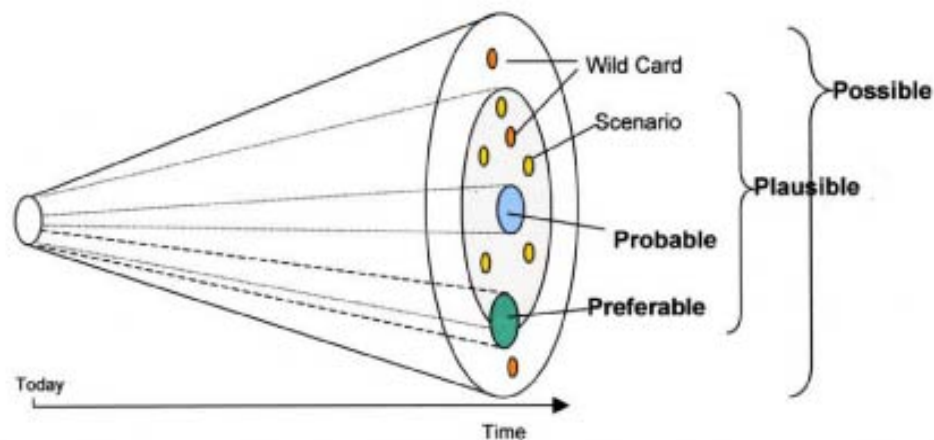 Wild Card
Possible
Scenario
Plausible
Probable
Preferable
Today
Time